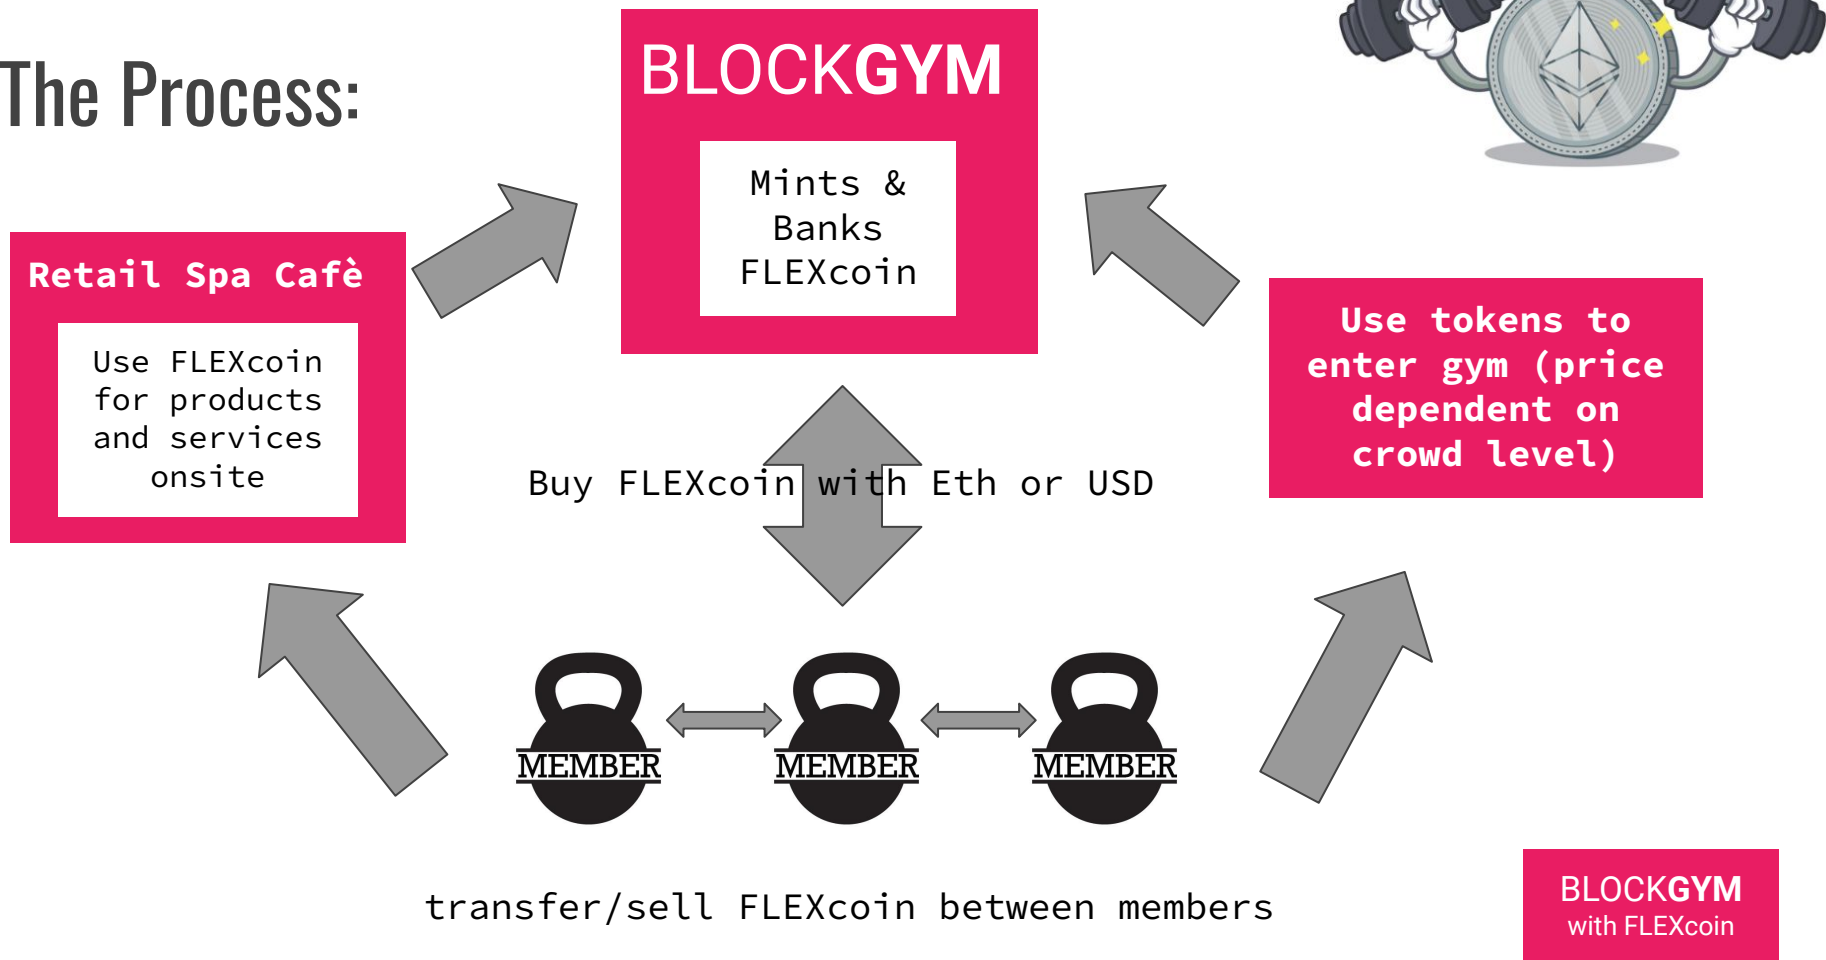 The Process:
BLOCKGYM
Mints &
Banks
FLEXcoin
Retail Spa Cafè
Use FLEXcoin
for products
and services
onsite
Use tokens to
enter gym (price
dependent on
crowd level)
Buy FLEXcoin with Eth or USD
MEMBER
MEMBER
MEMBER
transfer/sell FLEXcoin between members
BLOCKGYM
with FLEXcoin